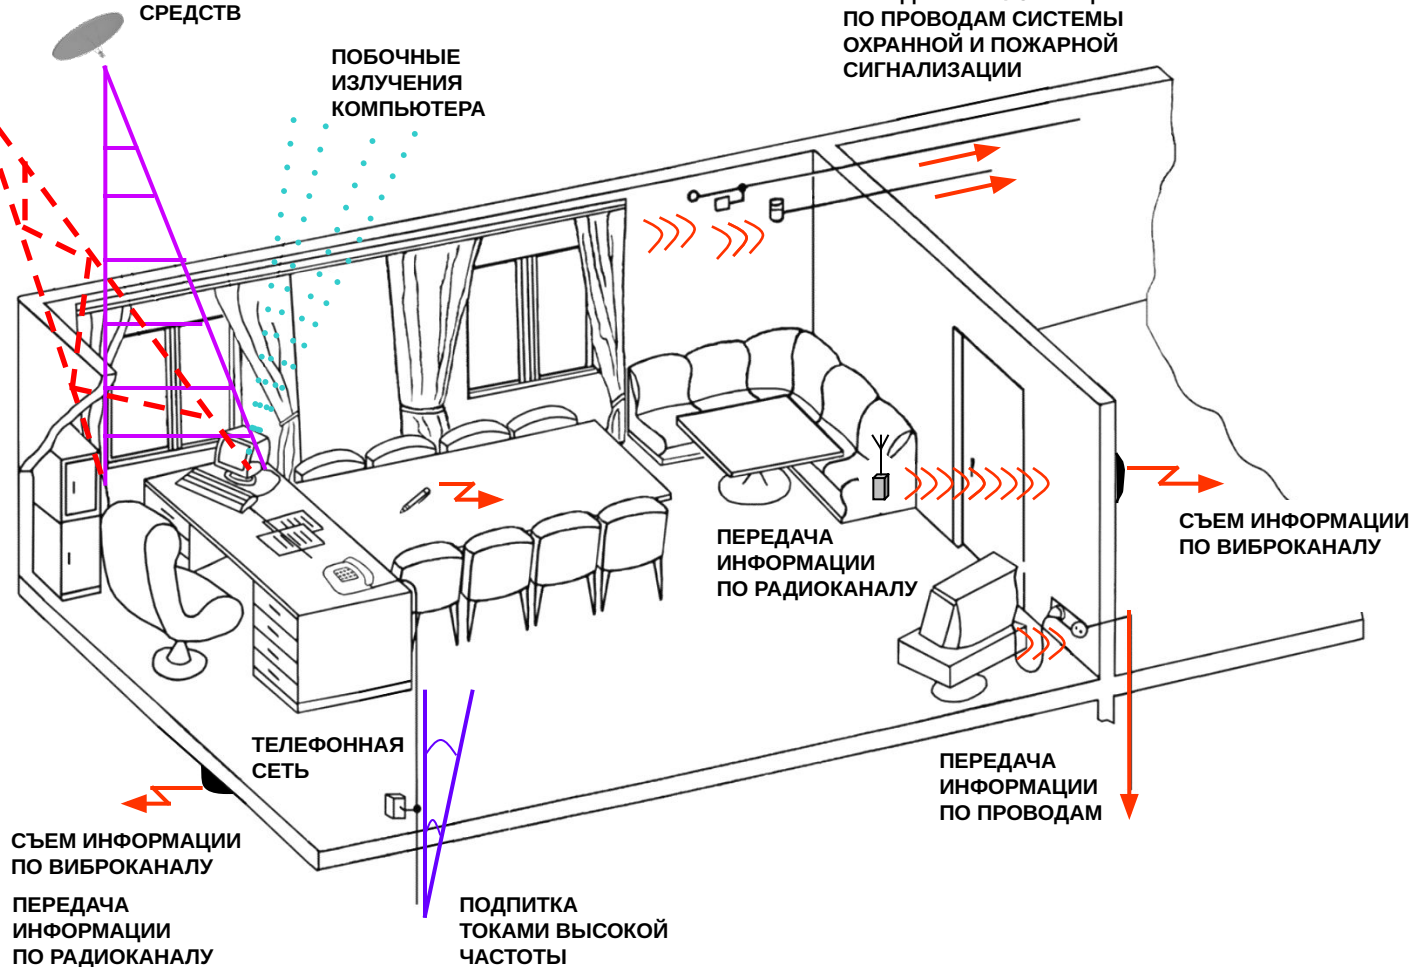 СРЕДСТВ
ПОБОЧНЫЕ
ИЗЛУЧЕНИЯ
КОМПЬЮТЕРА
ПО ПРОВОДАМ СИСТЕМЫ
ОХРАННОЙ И ПОЖАРНОЙ
СИГНАЛИЗАЦИИ
СЪЕМ ИНФОРМАЦИИ
ПО ВИБРОКАНАЛУ
ПЕРЕДАЧА
ИНФОРМАЦИИ
ПО РАДИОКАНАЛУ
ТЕЛЕФОННАЯ
СЕТЬ
ПЕРЕДАЧА
ИНФОРМАЦИИ
ПО ПРОВОДАМ
СЪЕМ ИНФОРМАЦИИ
ПО ВИБРОКАНАЛУ
ПЕРЕДАЧА
ИНФОРМАЦИИ
ПО РАДИОКАНАЛУ
ПОДПИТКА
ТОКАМИ ВЫСОКОЙ
ЧАСТОТЫ